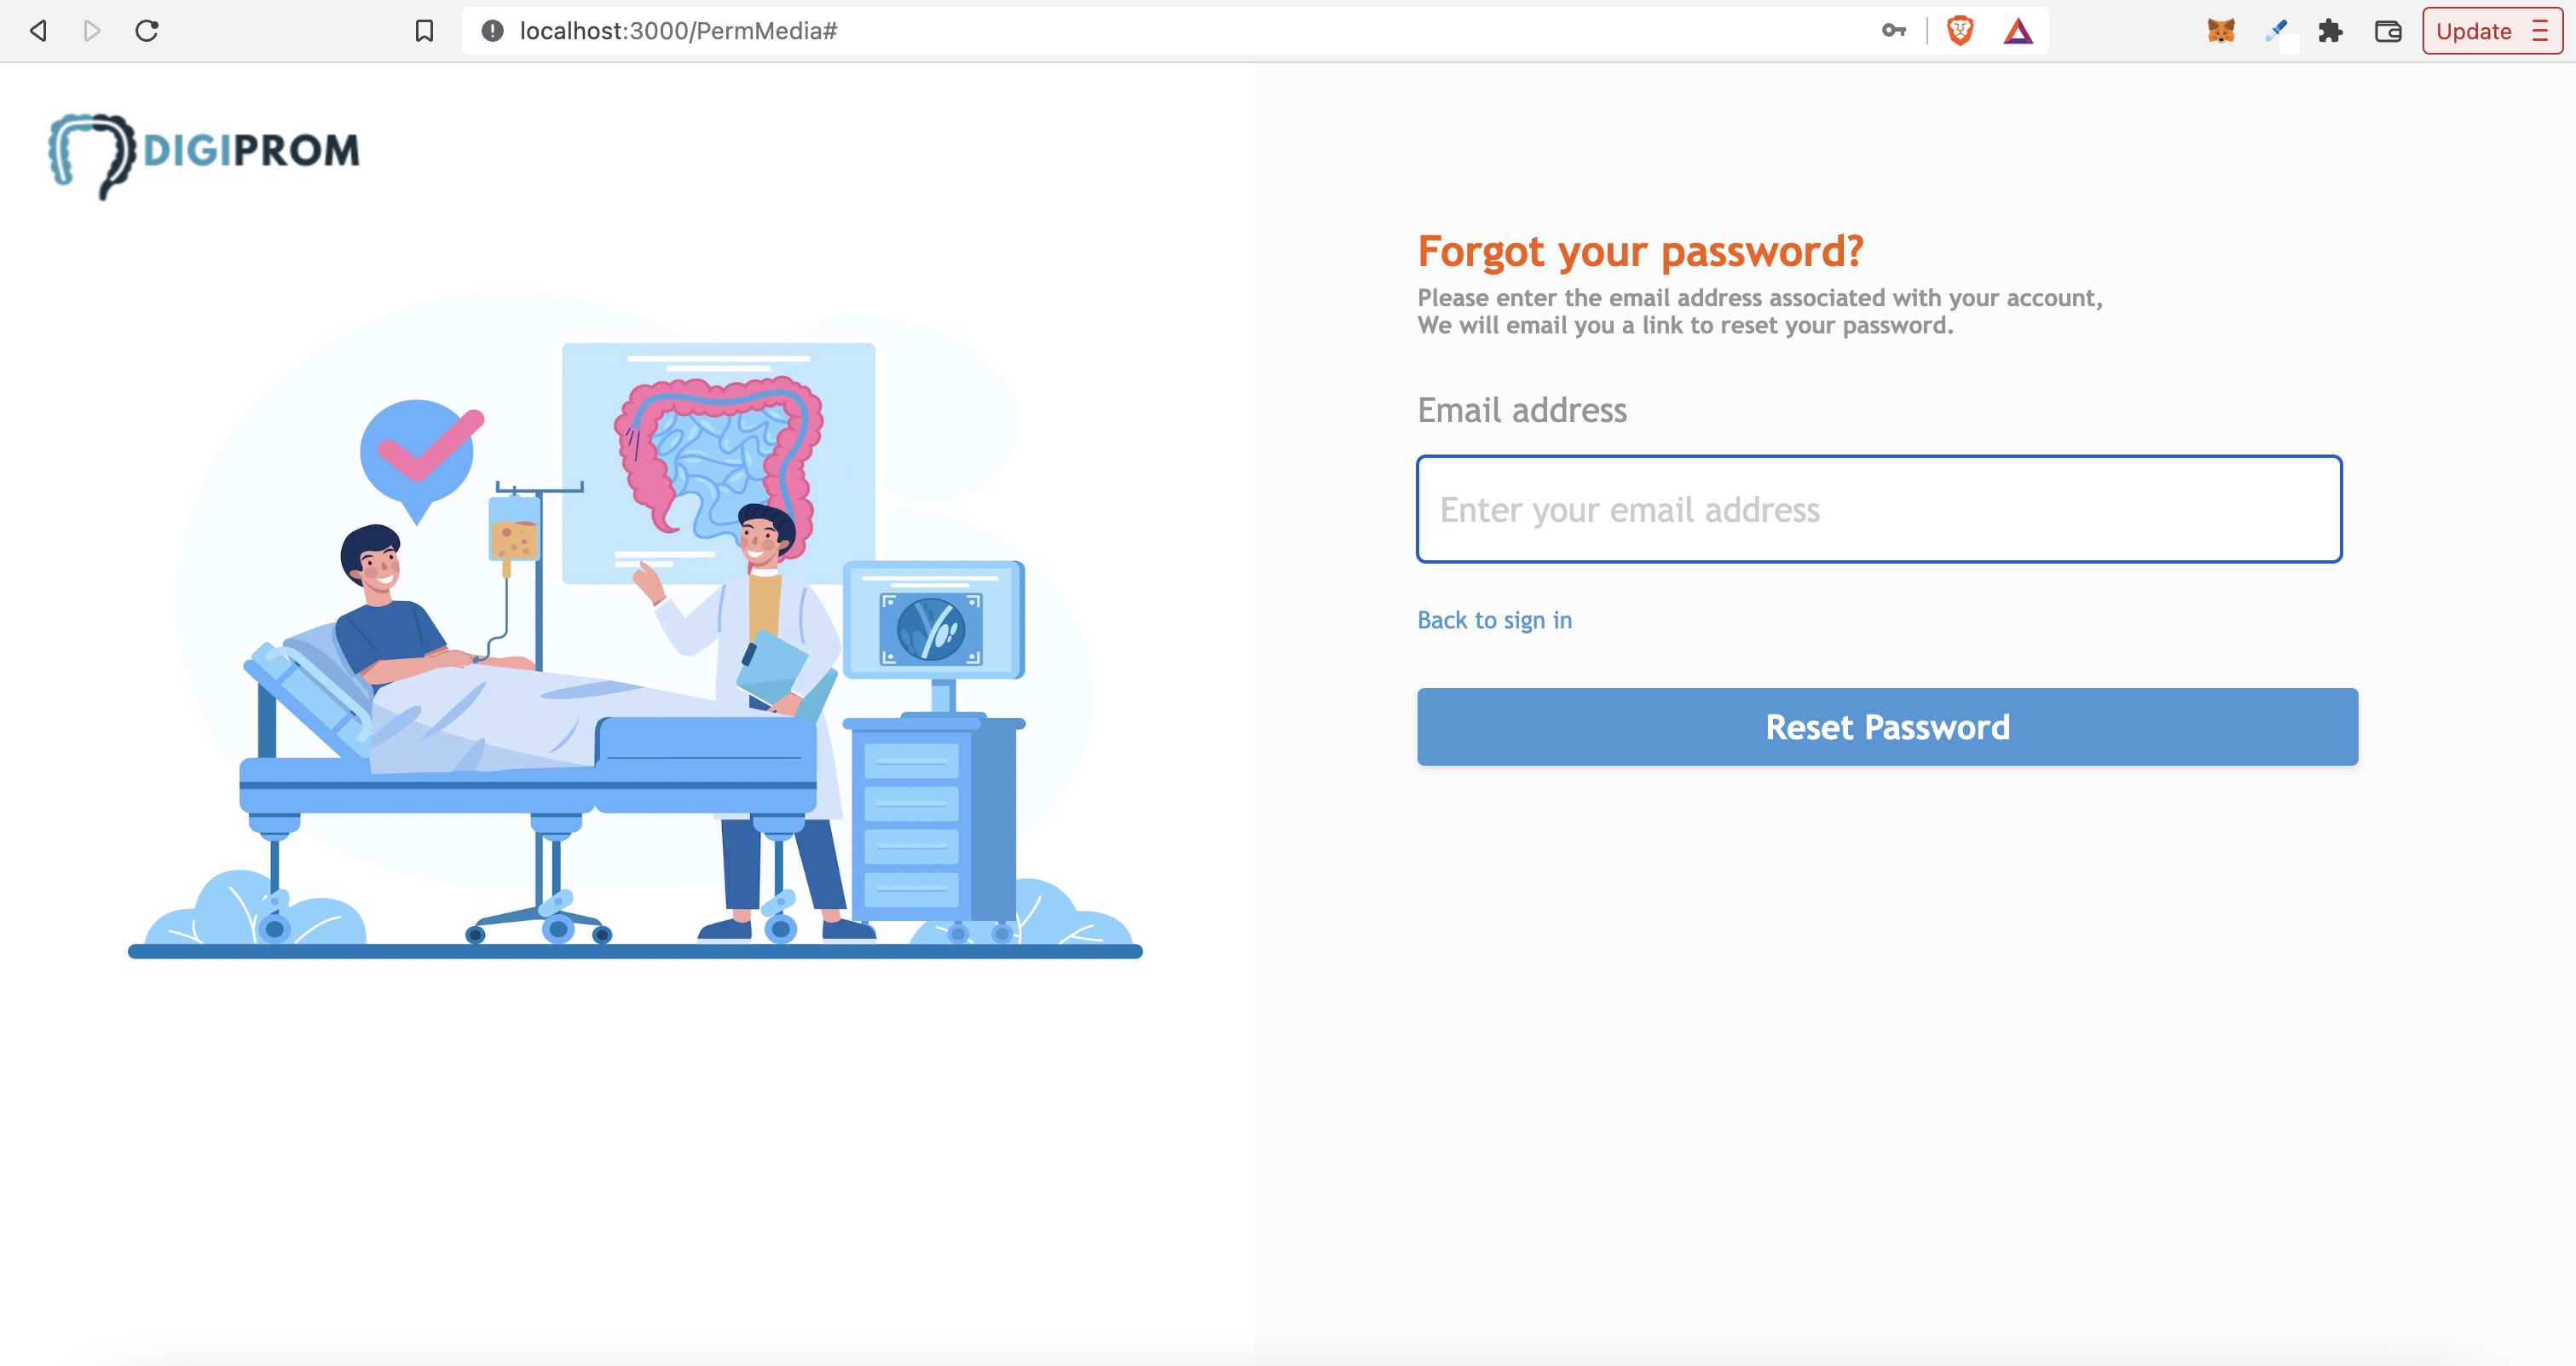 localhost:3000/PermMedia#
Update
DIGIPROM
Forgot your password?
Please enter the email address associated with your account,
We will email you a link to reset your password.
Email address
Enter your email address
Back to sign in
Reset Password